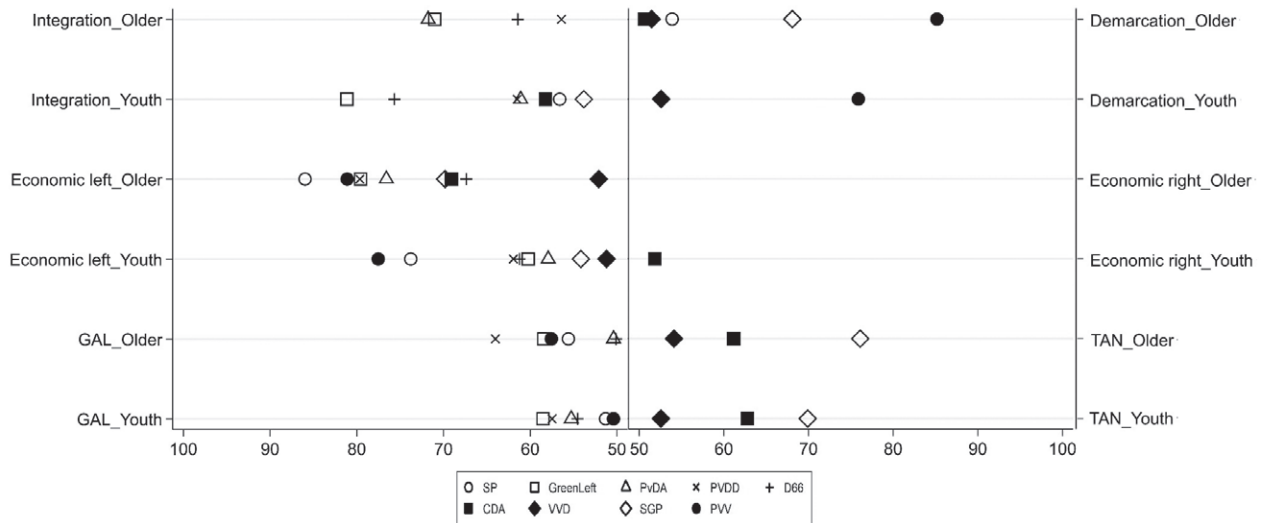 Integration_Older Demarcation_Older
Integration_Youth Demarcation_Youth
Economic left_Older Economic right_Older
Economic left_Youth Economic right_Youth
GAL_Older TAN_Older
GAL_Youth TAN_Youth
100 90 80 70 60 50 50 60 70 80 90 100
SP GreenLeft PvDA PVDD D66
CDA VVD SGP PVV